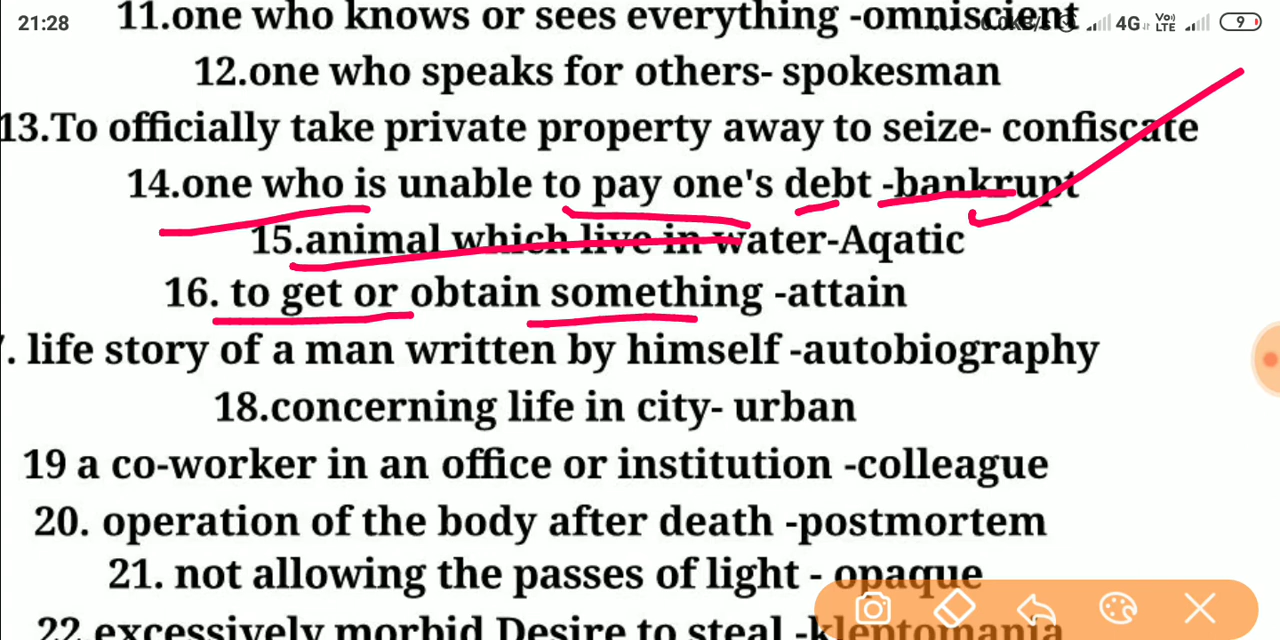 21:28
4G
Vo) LTE
9
11.one who knows or sees everything -omniscient
12.one who speaks for others- spokesman
13.To officially take private property away to seize- confiscate
14.one who is unable to pay one's debt -bankrupt
15.animal which live in water-Aqatic
16. to get or obtain something -attain
. life story of a man written by himself -autobiography
18.concerning life in city- urban
19 a co-worker in an office or institution -colleague
20. operation of the body after death -postmortem
21. not allowing the passes of light - opaque
22.excessively morbid Desire to steal -kleptomania